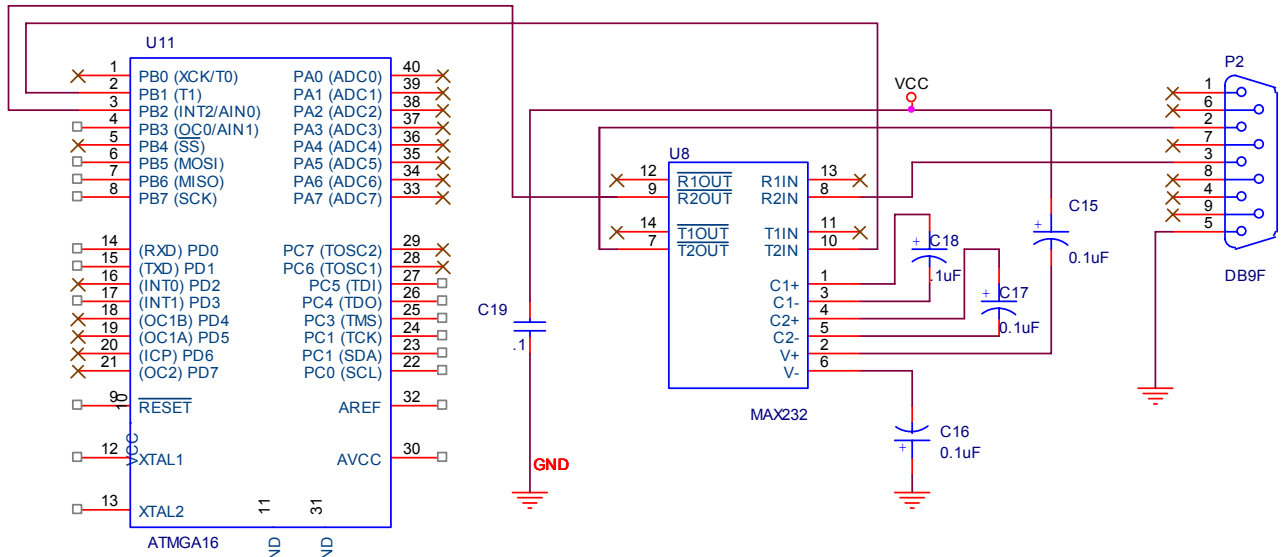 U11
1 PB0 (XCK/T0) PA0 (ADC0) 40
2 PB1 (T1) PA1 (ADC1) 39
3 PB2 (INT2/AIN0) PA2 (ADC2) 38
4 PB3 (OC0/AIN1) PA3 (ADC3) 37
5 PB4 (SS) PA4 (ADC4) 36
6 PB5 (MOSI) PA5 (ADC5) 35
7 PB6 (MISO) PA6 (ADC6) 34
8 PB7 (SCK) PA7 (ADC7) 33
14 (RXD) PD0 PC7 (TOSC2) 29
15 (TXD) PD1 PC6 (TOSC1) 28
16 (INT0) PD2 PC5 (TDI) 27
17 (INT1) PD3 PC4 (TDO) 26
18 (OC1B) PD4 PC3 (TMS) 25
19 (OC1A) PD5 PC1 (TCK) 24
20 (ICP) PD6 PC1 (SDA) 23
21 (OC2) PD7 PC0 (SCL) 22
9 RESET AREF 32
10 VCC
12 XTAL1 AVCC 30
13 XTAL2
11 31
ND ND
ATMGA16
VCC
U8
12 R1OUT R1IN 13
9 R2OUT R2IN 8
14 T1OUT T1IN 11
7 T2OUT T2IN 10
C1+ 1
C1- 3
C2+ 4
C2- 5
V+ 2
V- 6
MAX232
C19
.1
GND
C18
.1uF
C17
0.1uF
C15
0.1uF
C16
0.1uF
P2
1
6
2
7
3
8
4
9
5
DB9F